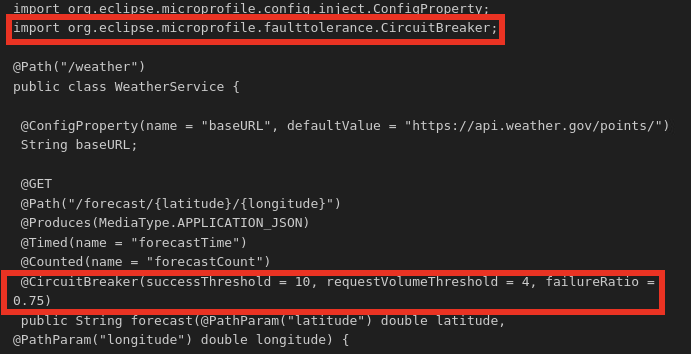 import org.eclipse.microprofile.config.inject.ConfigProperty;
import org.eclipse.microprofile.faulttolerance.CircuitBreaker;
@Path("/weather")
public class WeatherService {
@ConfigProperty(name = "baseURL", defaultValue = "https://api.weather.gov/points/")
String baseURL;
@GET
@Path("/forecast/{latitude}/{longitude}")
@Produces(MediaType.APPLICATION_JSON)
@Timed(name = "forecastTime")
@Counted(name = "forecastCount")
@CircuitBreaker(successThreshold = 10, requestVolumeThreshold = 4, failureRatio =
0.75)
public String forecast(@PathParam("latitude") double latitude,
@PathParam("longitude") double longitude) {